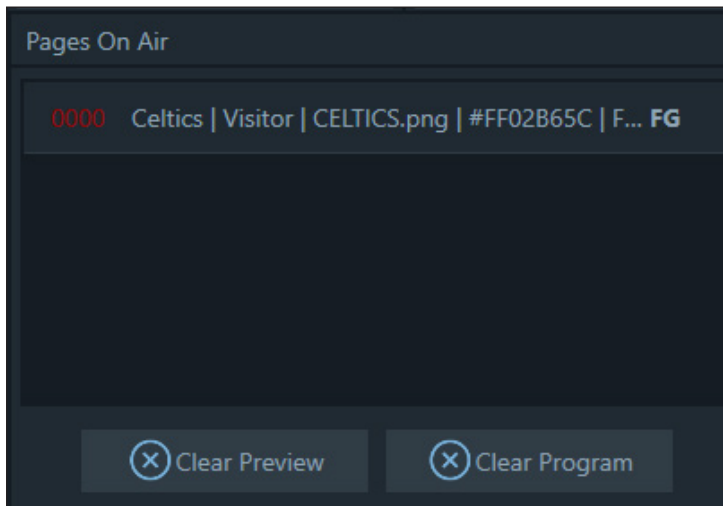 Pages On Air
0000 Celtics | Visitor | CELTICS.png | #FF02B65C | F... FG
Clear Preview Clear Program